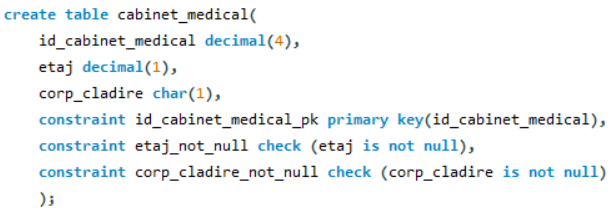 create table cabinet_medical(
id_cabinet_medical decimal(4),
etaj decimal(1),
corp_cladire char(1),
constraint id_cabinet_medical_pk primary key(id_cabinet_medical),
constraint etaj_not_null check (etaj is not null),
constraint corp_cladire_not_null check (corp_cladire is not null)
);